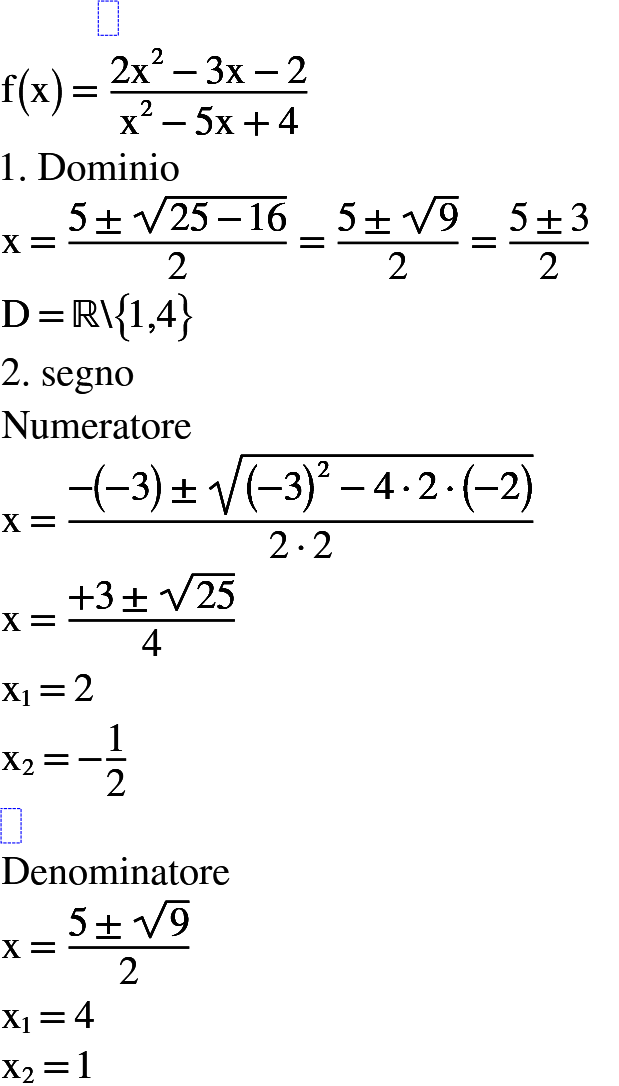 f(x) = (2x² − 3x − 2)/(x² − 5x + 4)
1. Dominio
x = (5 ± √(25 − 16))/2 = (5 ± √9)/2 = (5 ± 3)/2
D = ℝ\{1,4}
2. segno
Numeratore
x = (−(−3) ± √((−3)² − 4 · 2 · (−2)))/(2 · 2)
x = (+3 ± √25)/4
x₁ = 2
x₂ = −1/2
Denominatore
x = (5 ± √9)/2
x₁ = 4
x₂ = 1